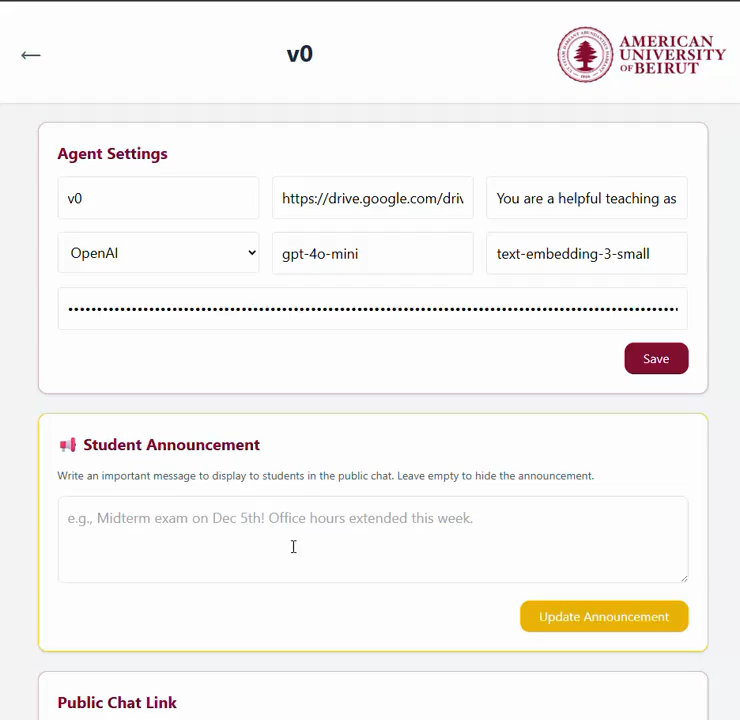 ←
v0
AMERICAN
UNIVERSITY
OF BEIRUT
Agent Settings
v0
https://drive.google.com/driv
You are a helpful teaching as
OpenAI
gpt-4o-mini
text-embedding-3-small
Save
Student Announcement
Write an important message to display to students in the public chat. Leave empty to hide the announcement.
e.g., Midterm exam on Dec 5th! Office hours extended this week.
Update Announcement
Public Chat Link